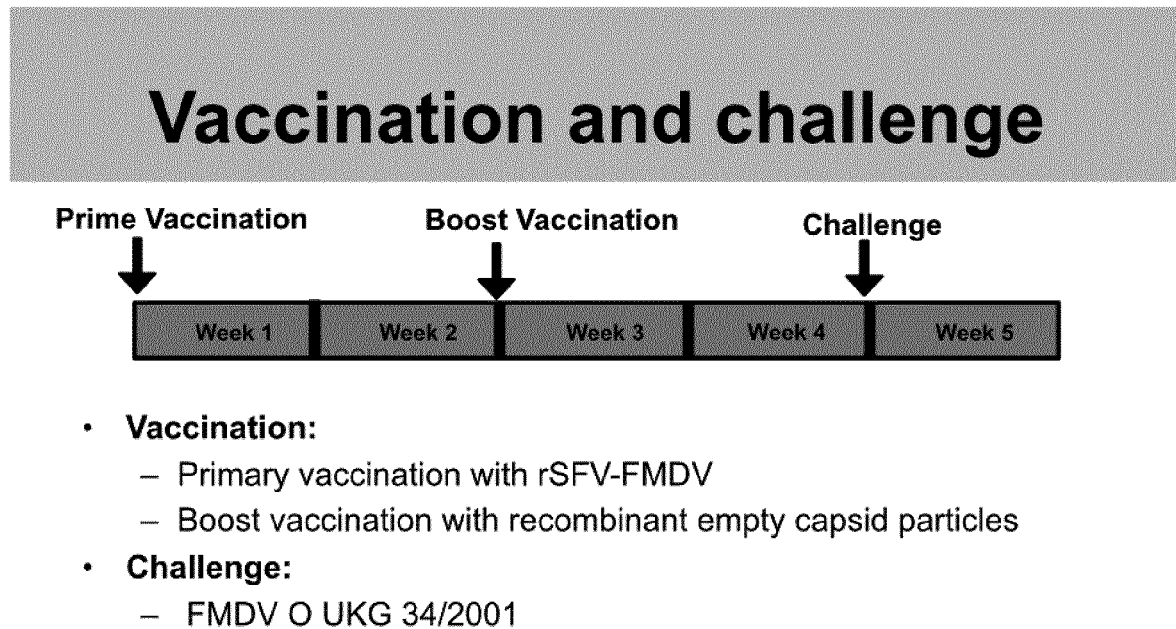 Vaccination and challenge
Prime Vaccination Boost Vaccination Challenge
Week 1 Week 2 Week 3 Week 4 Week 5
• Vaccination:
– Primary vaccination with rSFV-FMDV
– Boost vaccination with recombinant empty capsid particles
• Challenge:
– FMDV O UKG 34/2001